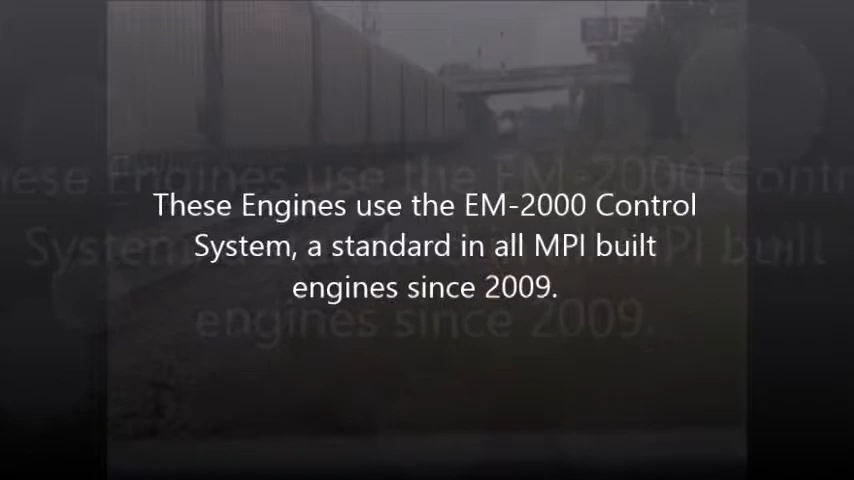 These Engines use the EM-2000 Control
System, a standard in all MPI built
engines since 2009.